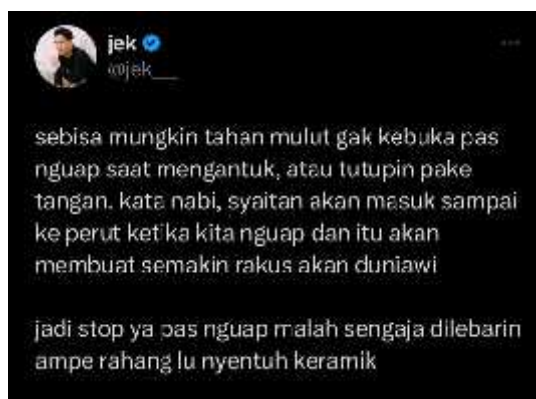 jek
@jek___
sebisa mungkin tahan mulut gak kebuka pas
nguap saat mengantuk, atau tutupin pake
tangan. kata nabi, syaitan akan masuk sampai
ke perut ketika kita nguap dan itu akan
membuat semakin rakus akan duniawi
jadi stop ya pas nguap malah sengaja dilebarin
ampe rahang lu nyentuh keramik